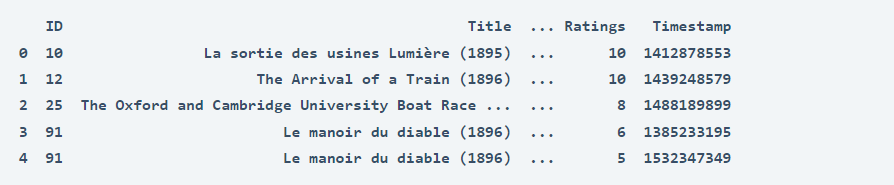 ID Title ... Ratings Timestamp
0 10 La sortie des usines Lumière (1895) ... 10 1412878553
1 12 The Arrival of a Train (1896) ... 10 1439248579
2 25 The Oxford and Cambridge University Boat Race ... ... 8 1488189899
3 91 Le manoir du diable (1896) ... 6 1385233195
4 91 Le manoir du diable (1896) ... 5 1532347349